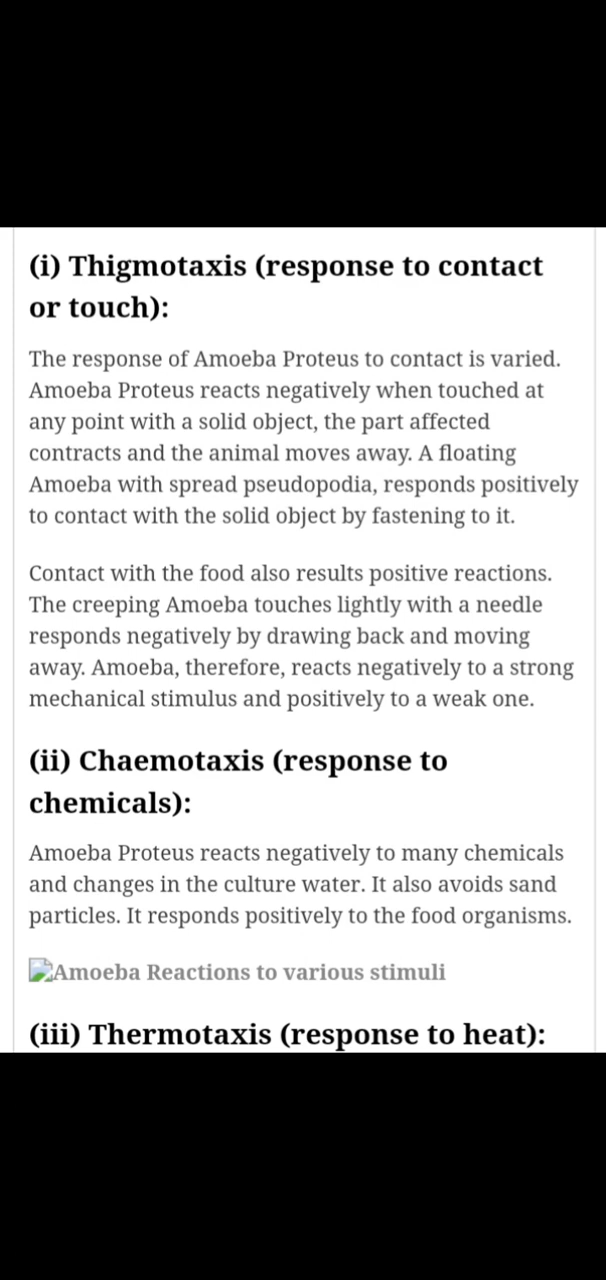 (i) Thigmotaxis (response to contact
or touch):
The response of Amoeba Proteus to contact is varied.
Amoeba Proteus reacts negatively when touched at
any point with a solid object, the part affected
contracts and the animal moves away. A floating
Amoeba with spread pseudopodia, responds positively
to contact with the solid object by fastening to it.
Contact with the food also results positive reactions.
The creeping Amoeba touches lightly with a needle
responds negatively by drawing back and moving
away. Amoeba, therefore, reacts negatively to a strong
mechanical stimulus and positively to a weak one.
(ii) Chaemotaxis (response to
chemicals):
Amoeba Proteus reacts negatively to many chemicals
and changes in the culture water. It also avoids sand
particles. It responds positively to the food organisms.
Amoeba Reactions to various stimuli
(iii) Thermotaxis (response to heat):